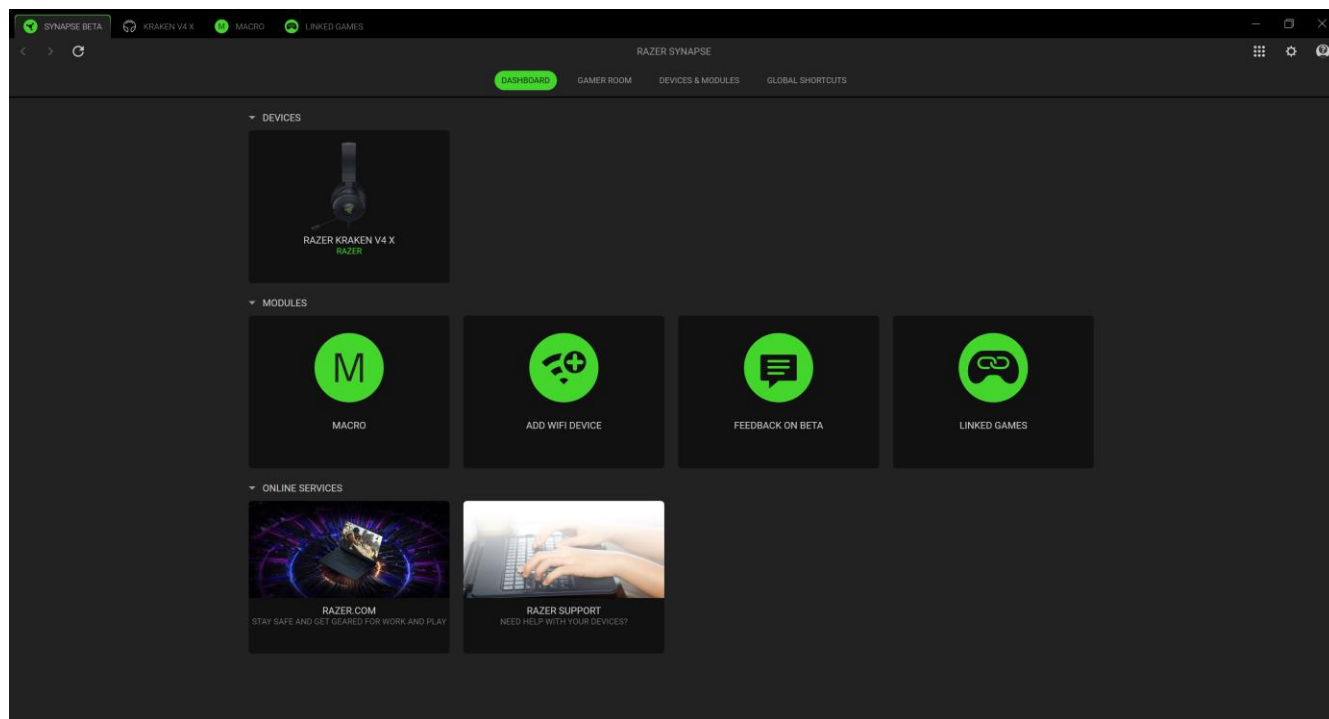 SYNAPSE BETA
KRAKEN V4 X
M
MACRO
LINKED GAMES
RAZER SYNAPSE
DASHBOARD
GAMER ROOM
DEVICES & MODULES
GLOBAL SHORTCUTS
DEVICES
RAZER KRAKEN V4 X
RAZER
MODULES
M
MACRO
ADD WIFI DEVICE
FEEDBACK ON BETA
LINKED GAMES
ONLINE SERVICES
RAZER.COM
STAY SAFE AND GET GEARED FOR WORK AND PLAY
RAZER SUPPORT
NEED HELP WITH YOUR DEVICES?